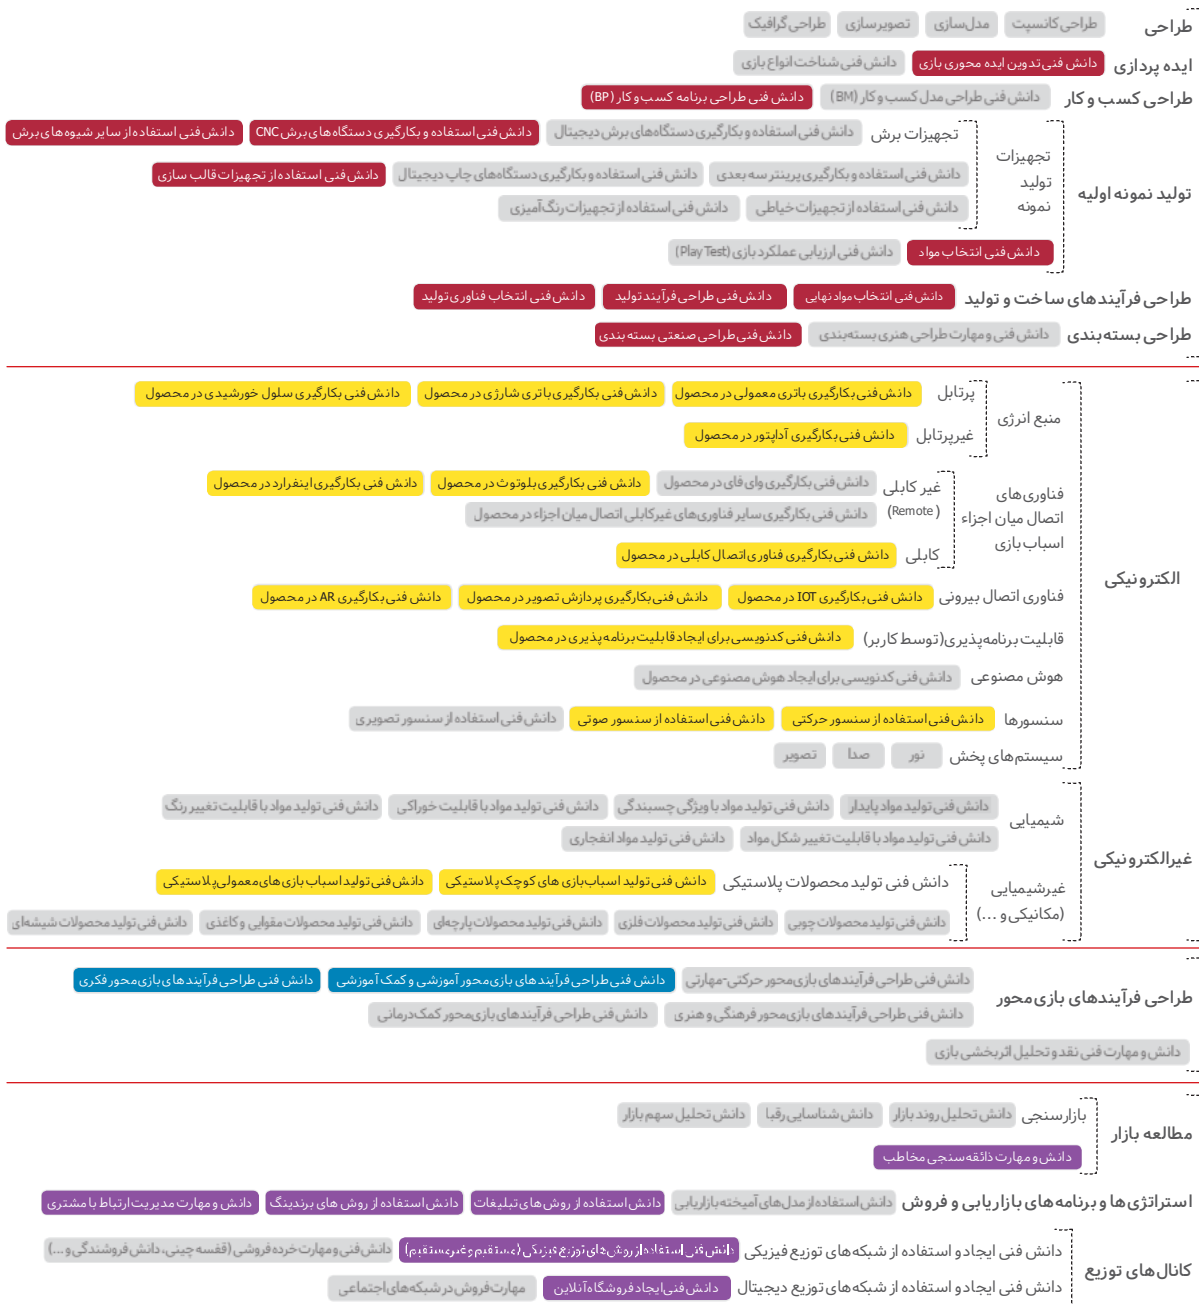 طراحی طراحی کانسپت مدل‌سازی تصویرسازی طراحی گرافیک
ایده پردازی دانش فنی تدوین ایده محوری بازی دانش فنی شناخت انواع بازی
طراحی کسب و کار دانش فنی طراحی مدل کسب و کار (BM) دانش فنی طراحی برنامه کسب و کار (BP)
تولید نمونه اولیه
تجهیزات تولید نمونه
تجهیزات برش دانش فنی استفاده و بکارگیری دستگاه‌های برش دیجیتال دانش فنی استفاده و بکارگیری دستگاه‌های برش CNC دانش فنی استفاده از سایر شیوه‌های برش
دانش فنی استفاده و بکارگیری پرینتر سه بعدی دانش فنی استفاده و بکارگیری دستگاه‌های چاپ دیجیتال دانش فنی استفاده از تجهیزات قالب سازی
دانش فنی استفاده از تجهیزات خیاطی دانش فنی استفاده از تجهیزات رنگ‌آمیزی
دانش فنی انتخاب مواد دانش فنی ارزیابی عملکرد بازی (Play Test)
طراحی فرآیندهای ساخت و تولید دانش فنی انتخاب مواد نهایی دانش فنی طراحی فرآیند تولید دانش فنی انتخاب فناوری تولید
طراحی بسته‌بندی دانش فنی و مهارت طراحی هنری بسته‌بندی دانش فنی طراحی صنعتی بسته بندی
الکترونیکی
منبع انرژی
پرتابل دانش فنی بکارگیری باتری معمولی در محصول دانش فنی بکارگیری باتری شارژی در محصول دانش فنی بکارگیری سلول خورشیدی در محصول
غیرپرتابل دانش فنی بکارگیری آداپتور در محصول
فناوری‌های
اتصال میان اجزاء
اسباب‌بازی
غیر کابلی دانش فنی بکارگیری وای فای در محصول دانش فنی بکارگیری بلوتوث در محصول دانش فنی بکارگیری اینفرارد در محصول
(Remote) دانش فنی بکارگیری سایر فناوری‌های غیرکابلی اتصال میان اجزاء در محصول
کابلی دانش فنی بکارگیری فناوری اتصال کابلی در محصول
فناوری اتصال بیرونی دانش فنی بکارگیری IOT در محصول دانش فنی بکارگیری پردازش تصویر در محصول دانش فنی بکارگیری AR در محصول
قابلیت برنامه‌پذیری(توسط کاربر) دانش فنی کدنویسی برای ایجاد قابلیت برنامه پذیری در محصول
هوش مصنوعی دانش فنی کدنویسی برای ایجاد هوش مصنوعی در محصول
سنسورها دانش فنی استفاده از سنسور حرکتی دانش فنی استفاده از سنسور صوتی دانش فنی استفاده از سنسور تصویری
سیستم‌های پخش نور صدا تصویر
غیرالکترونیکی
شیمیایی
دانش فنی تولید مواد پایدار دانش فنی تولید مواد با ویژگی چسبندگی دانش فنی تولید مواد با قابلیت خوراکی دانش فنی تولید مواد با قابلیت تغییر رنگ
دانش فنی تولید مواد با قابلیت تغییر شکل مواد دانش فنی تولید مواد انفجاری
غیرشیمیایی
(مکانیکی و ...)
دانش فنی تولید محصولات پلاستیکی دانش فنی تولید اسباب‌بازی های کوچک پلاستیکی دانش فنی تولید اسباب بازی های معمولی پلاستیکی
دانش فنی تولید محصولات چوبی دانش فنی تولید محصولات فلزی دانش فنی تولید محصولات پارچه‌ای دانش فنی تولید محصولات مقوایی و کاغذی دانش فنی تولید محصولات شیشه‌ای
طراحی فرآیندهای بازی‌محور
دانش فنی طراحی فرآیندهای بازی‌محور حرکتی-مهارتی دانش فنی طراحی فرآیندهای بازی‌محور آموزشی و کمک آموزشی دانش فنی طراحی فرآیندهای بازی‌محور فکری
دانش فنی طراحی فرآیندهای بازی‌محور فرهنگی و هنری دانش فنی طراحی فرآیندهای بازی‌محور کمک‌درمانی
دانش و مهارت فنی نقد و تحلیل اثربخشی بازی
مطالعه بازار
بازارسنجی دانش تحلیل روند بازار دانش شناسایی رقبا دانش تحلیل سهم بازار
دانش و مهارت ذائقه سنجی مخاطب
استراتژی‌ها و برنامه‌های بازاریابی و فروش دانش استفاده از مدل‌های آمیخته بازاریابی دانش استفاده از روش های تبلیغات دانش استفاده از روش های برندینگ دانش و مهارت مدیریت ارتباط با مشتری
کانال‌های توزیع
دانش فنی ایجاد و استفاده از شبکه‌های توزیع فیزیکی دانش فنی استفاده از روش‌های توزیع فیزیکی (مستقیم و غیرمستقیم) دانش فنی و مهارت خرده فروشی (قفسه چینی، دانش فروشندگی و ...)
دانش فنی ایجاد و استفاده از شبکه‌های توزیع دیجیتال دانش فنی ایجاد فروشگاه آنلاین مهارت فروش در شبکه‌های اجتماعی